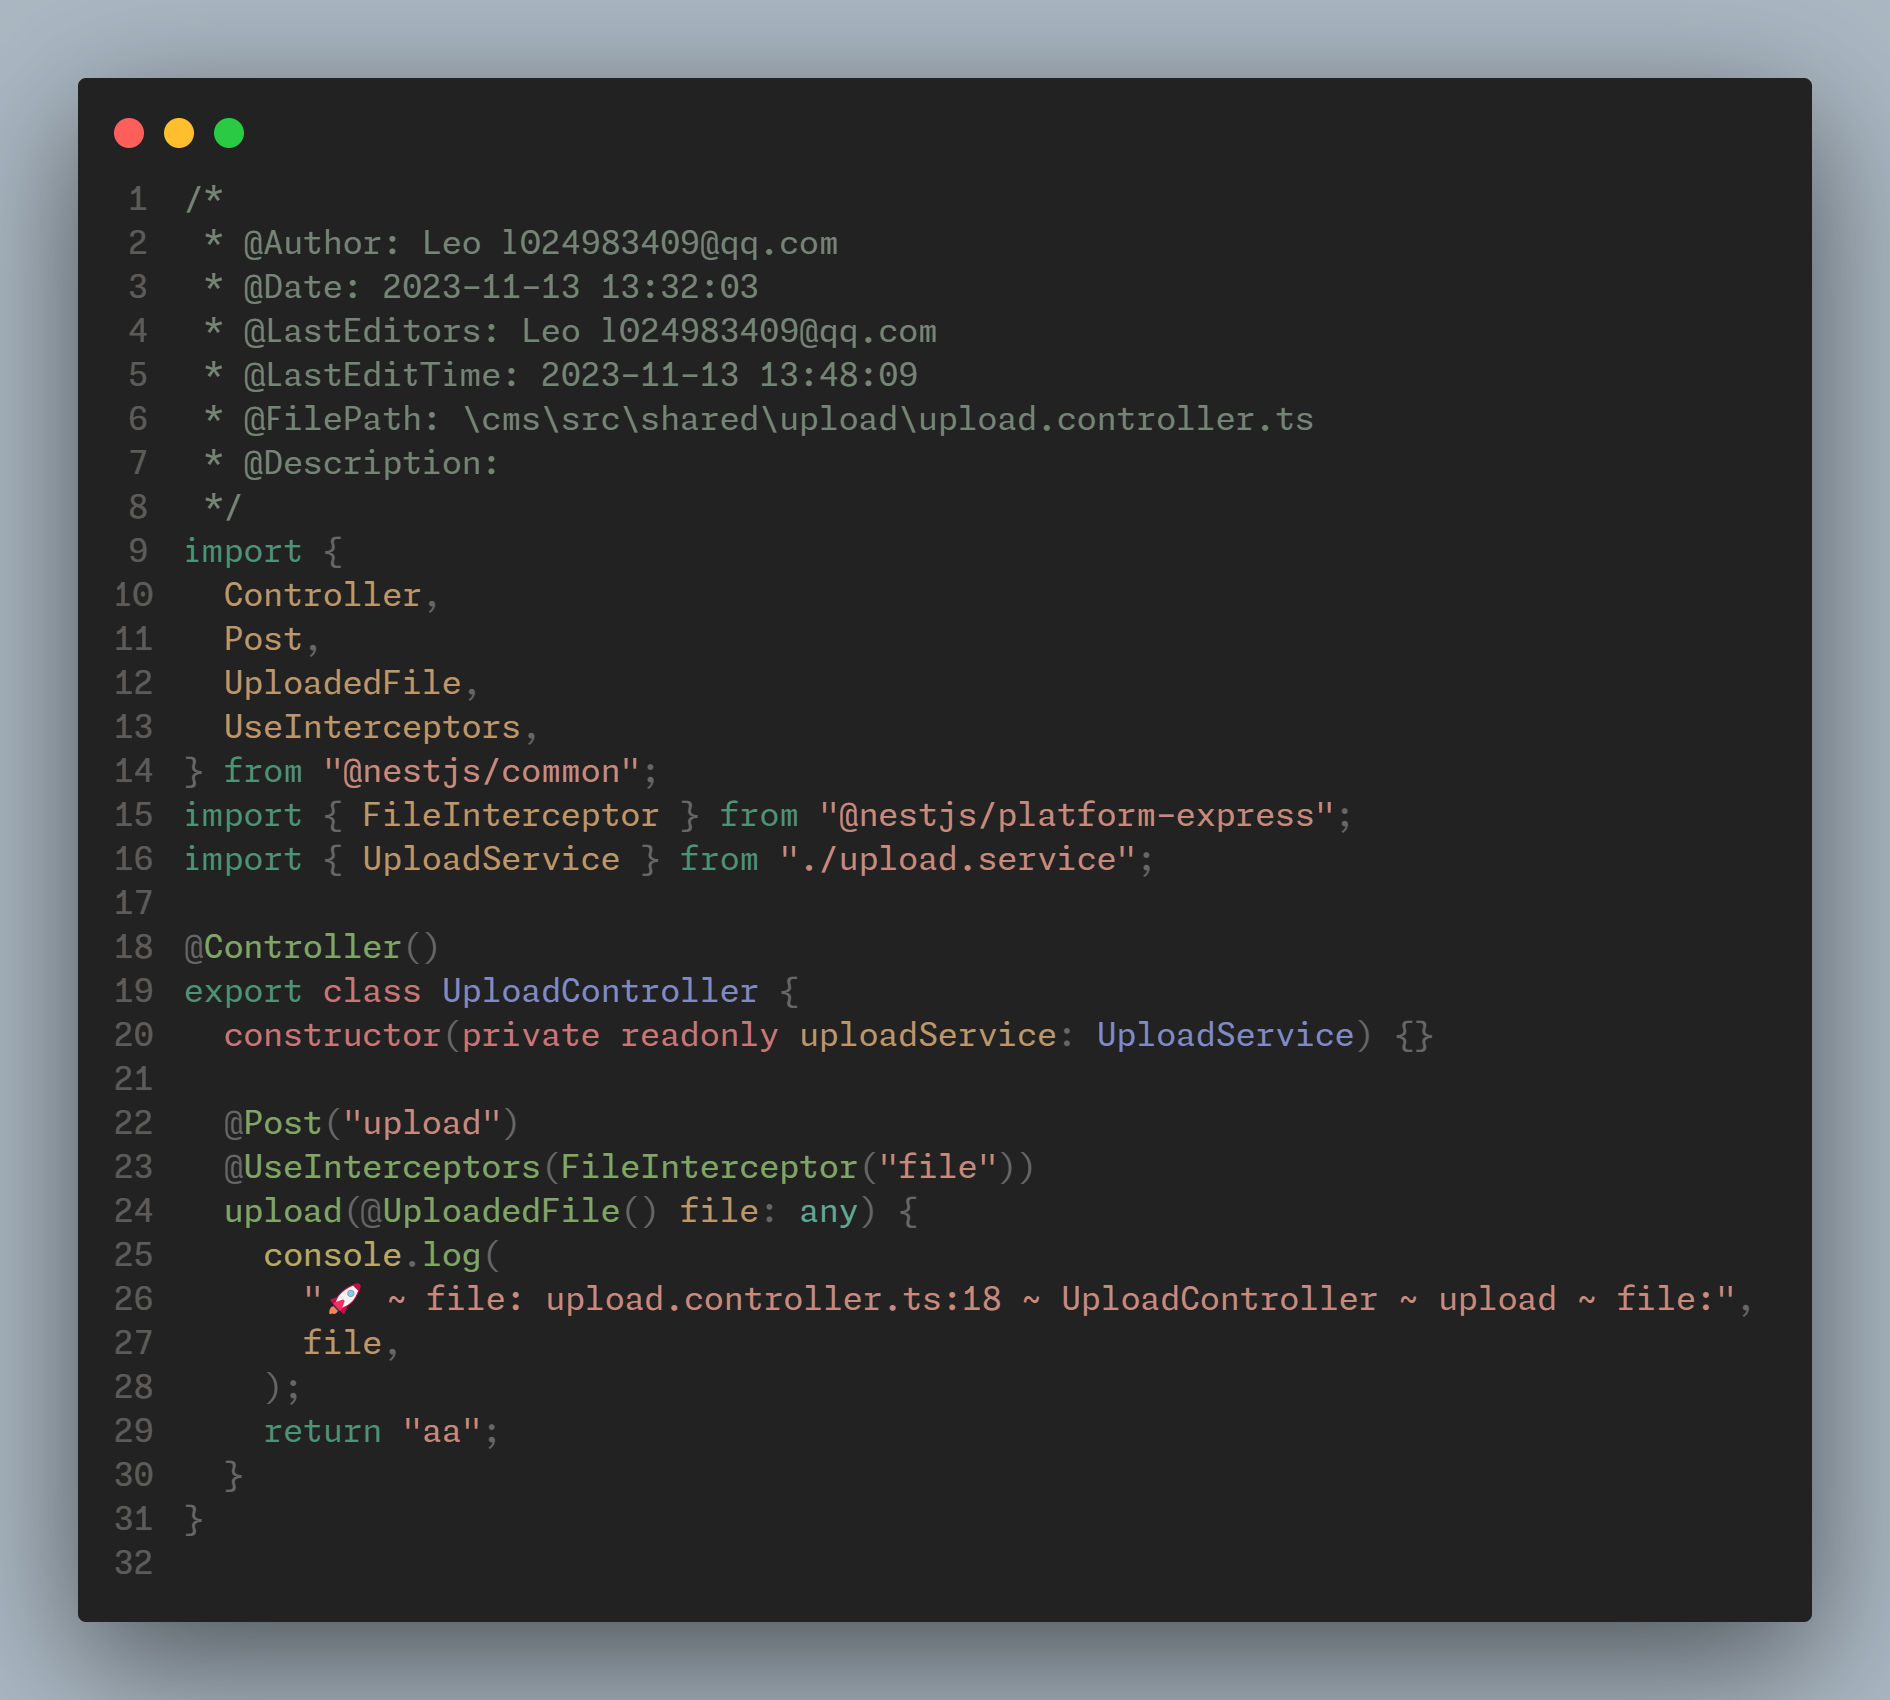 1 /*
2  * @Author: Leo l024983409@qq.com
3  * @Date: 2023-11-13 13:32:03
4  * @LastEditors: Leo l024983409@qq.com
5  * @LastEditTime: 2023-11-13 13:48:09
6  * @FilePath: \cms\src\shared\upload\upload.controller.ts
7  * @Description:
8  */
9 import {
10   Controller,
11   Post,
12   UploadedFile,
13   UseInterceptors,
14 } from "@nestjs/common";
15 import { FileInterceptor } from "@nestjs/platform-express";
16 import { UploadService } from "./upload.service";
17
18 @Controller()
19 export class UploadController {
20   constructor(private readonly uploadService: UploadService) {}
21
22   @Post("upload")
23   @UseInterceptors(FileInterceptor("file"))
24   upload(@UploadedFile() file: any) {
25     console.log(
26       "🚀 ~ file: upload.controller.ts:18 ~ UploadController ~ upload ~ file:",
27       file,
28     );
29     return "aa";
30   }
31 }
32